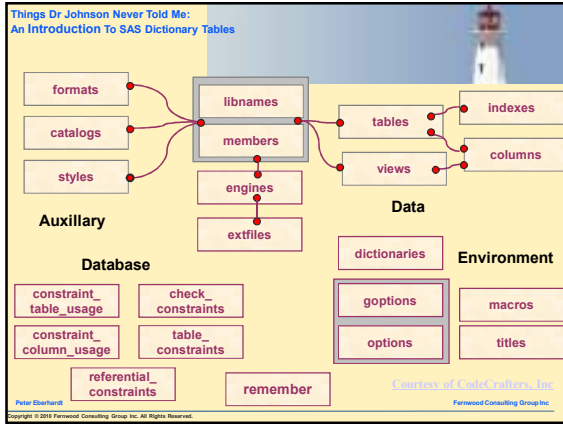 Things Dr Johnson Never Told Me:
An Introduction To SAS Dictionary Tables
formats
catalogs
styles
libnames
members
engines
extfiles
tables
views
indexes
columns
Auxillary
Data
Database
Environment
dictionaries
constraint_
table_usage
check_
constraints
constraint_
column_usage
table_
constraints
referential_
constraints
remember
goptions
options
macros
titles
Courtesy of CodeCrafters, Inc
Peter Eberhardt
Fernwood Consulting Group Inc
Copyright © 2010 Fernwood Consulting Group Inc. All Rights Reserved.